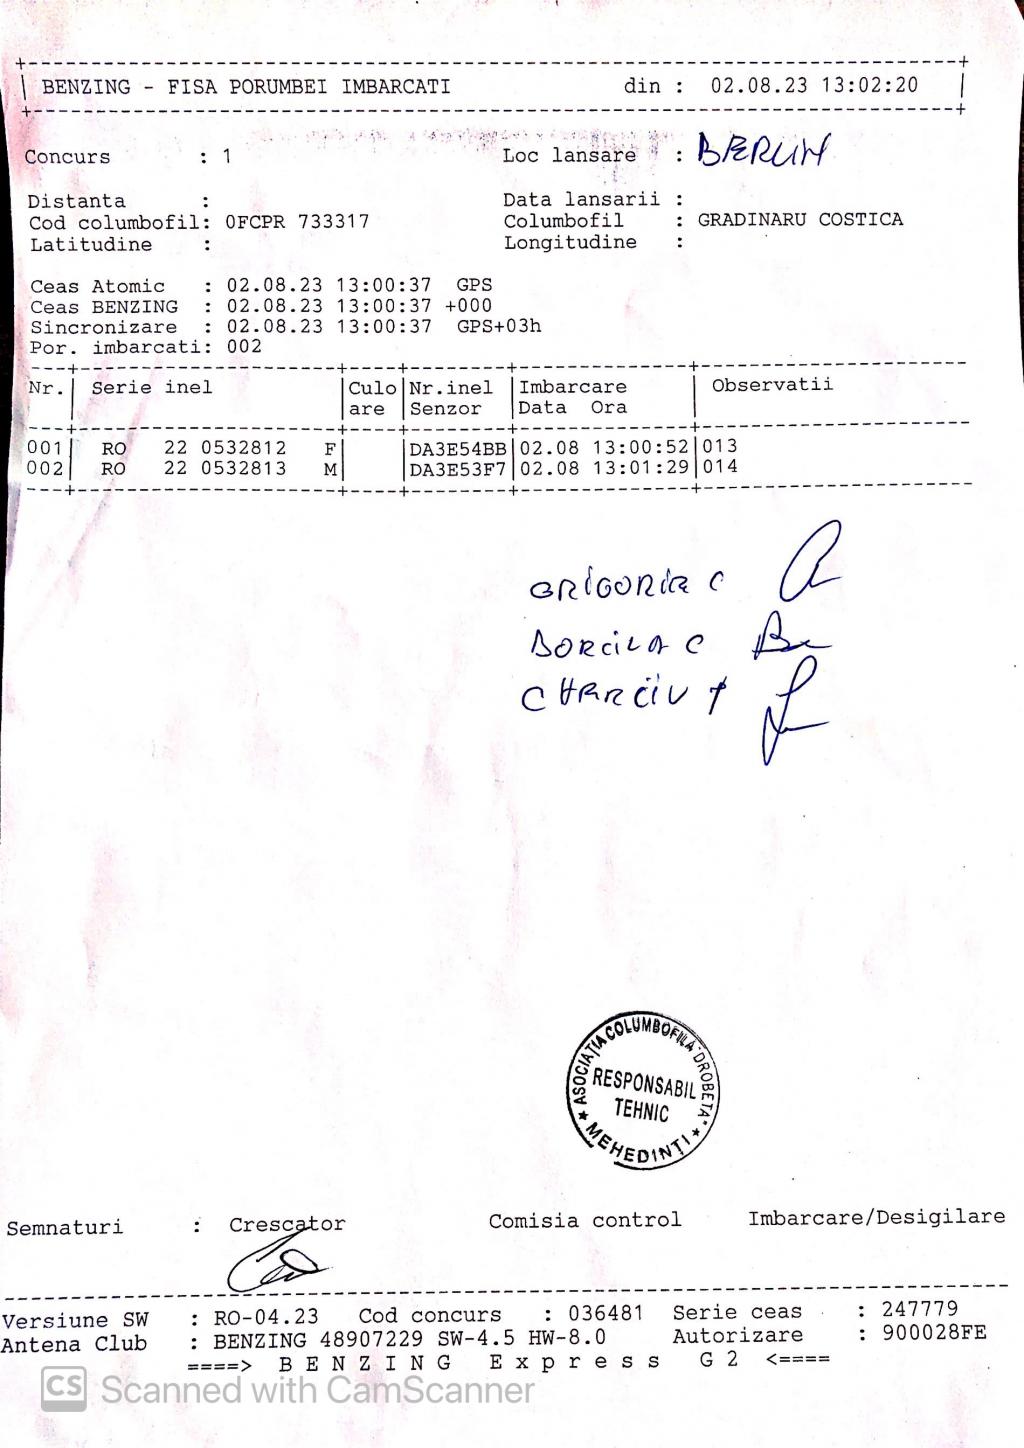 BENZING - FISA PORUMBEI IMBARCATI din : 02.08.23 13:02:20
Concurs : 1 Loc lansare : BERLIN
Distanta : Data lansarii :
Cod columbofil: 0FCPR 733317 Columbofil : GRADINARU COSTICA
Latitudine : Longitudine :
Ceas Atomic : 02.08.23 13:00:37 GPS
Ceas BENZING : 02.08.23 13:00:37 +000
Sincronizare : 02.08.23 13:00:37 GPS+03h
Por. imbarcati: 002
Nr. Serie inel Culo Nr.inel Imbarcare Observatii
are Senzor Data Ora
001 RO 22 0532812 F DA3E54BB 02.08 13:00:52 013
002 RO 22 0532813 M DA3E53F7 02.08 13:01:29 014
GRIGORIE C
BORCILA C
ASOCIAȚIA COLUMBOFILĂ "DROBETA"
RESPONSABIL
TEHNIC
MEHEDINTI
Semnaturi : Crescator Comisia control Imbarcare/Desigilare
Versiune SW : RO-04.23 Cod concurs : 036481 Serie ceas : 247779
Antena Club : BENZING 48907229 SW-4.5 HW-8.0 Autorizare : 900028FE
====> B E N Z I N G E x p r e s s G 2 <====
CS Scanned with CamScanner